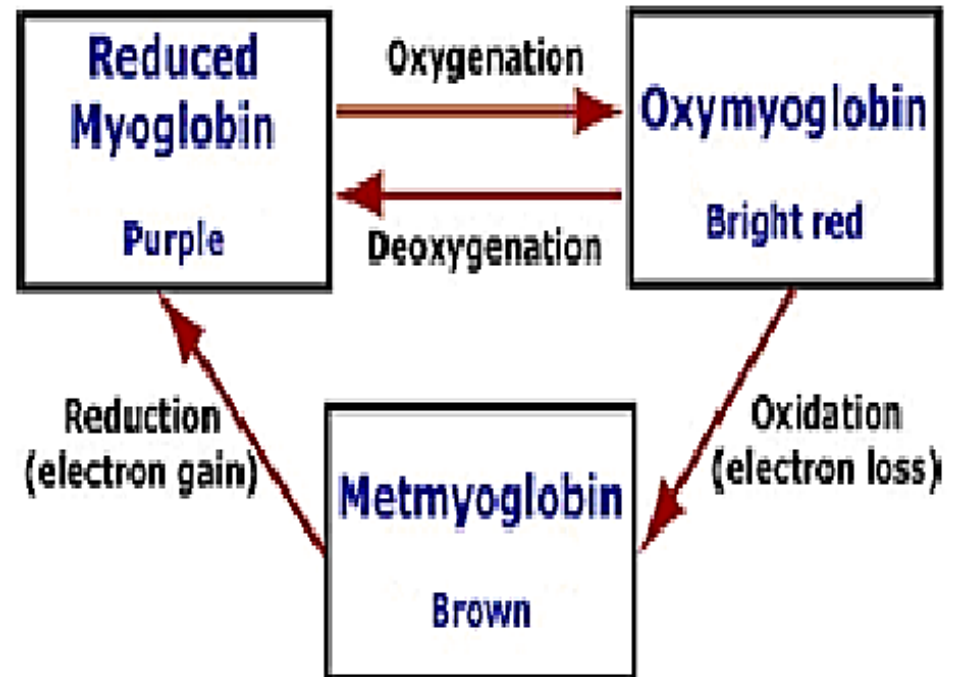 Reduced
Myoglobin
Purple
Oxygenation
Deoxygenation
Oxymyoglobin
Bright red
Reduction
(electron gain)
Oxidation
(electron loss)
Metmyoglobin
Brown